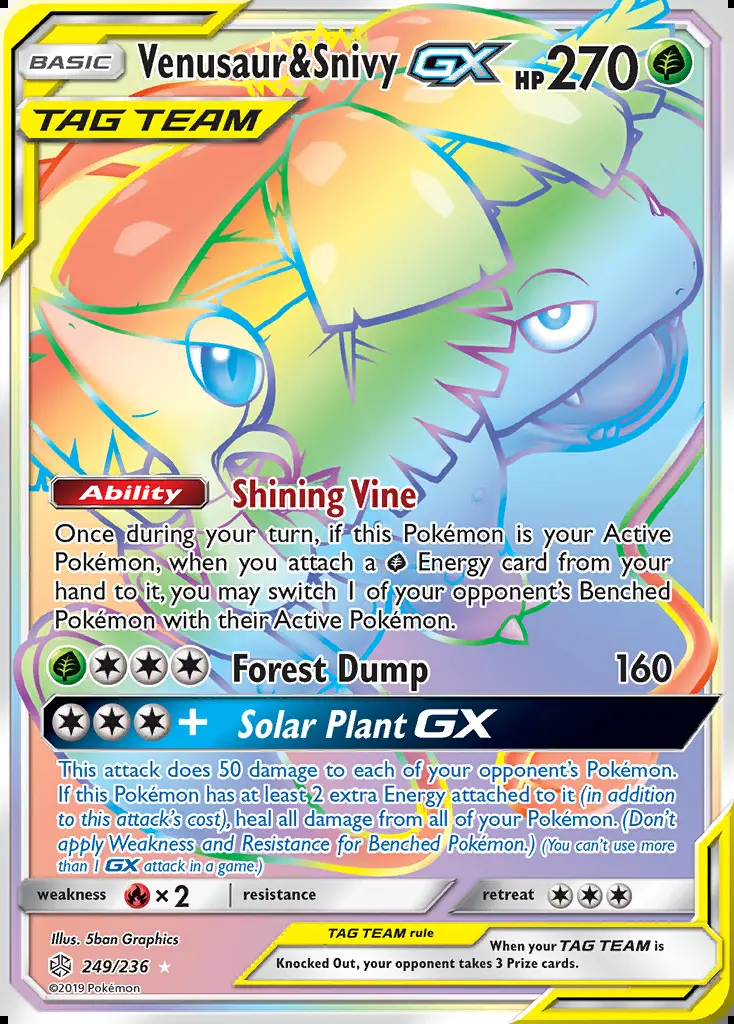 BASIC Venusaur&Snivy GX HP270
TAG TEAM
Ability Shining Vine
Once during your turn, if this Pokémon is your Active
Pokémon, when you attach a Energy card from your
hand to it, you may switch 1 of your opponent's Benched
Pokémon with their Active Pokémon.
Forest Dump 160
+ Solar Plant GX
This attack does 50 damage to each of your opponent's Pokémon.
If this Pokémon has at least 2 extra Energy attached to it (in addition
to this attack's cost), heal all damage from all of your Pokémon. (Don't
apply Weakness and Resistance for Benched Pokémon.) (You can't use more
than 1 GX attack in a game.)
weakness ×2 resistance retreat
Illus. 5ban Graphics
249/236
©2019 Pokémon
TAG TEAM rule
When your TAG TEAM is
Knocked Out, your opponent takes 3 Prize cards.